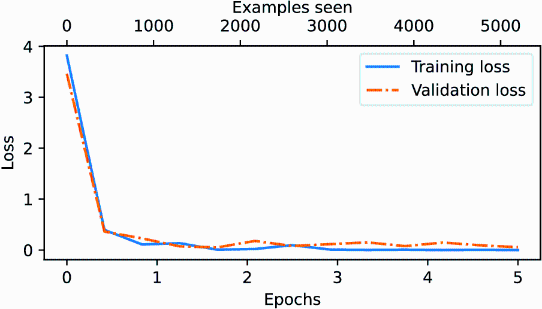 Examples seen
0 1000 2000 3000 4000 5000
4
3
2
1
0
Loss
Training loss
Validation loss
0 1 2 3 4 5
Epochs